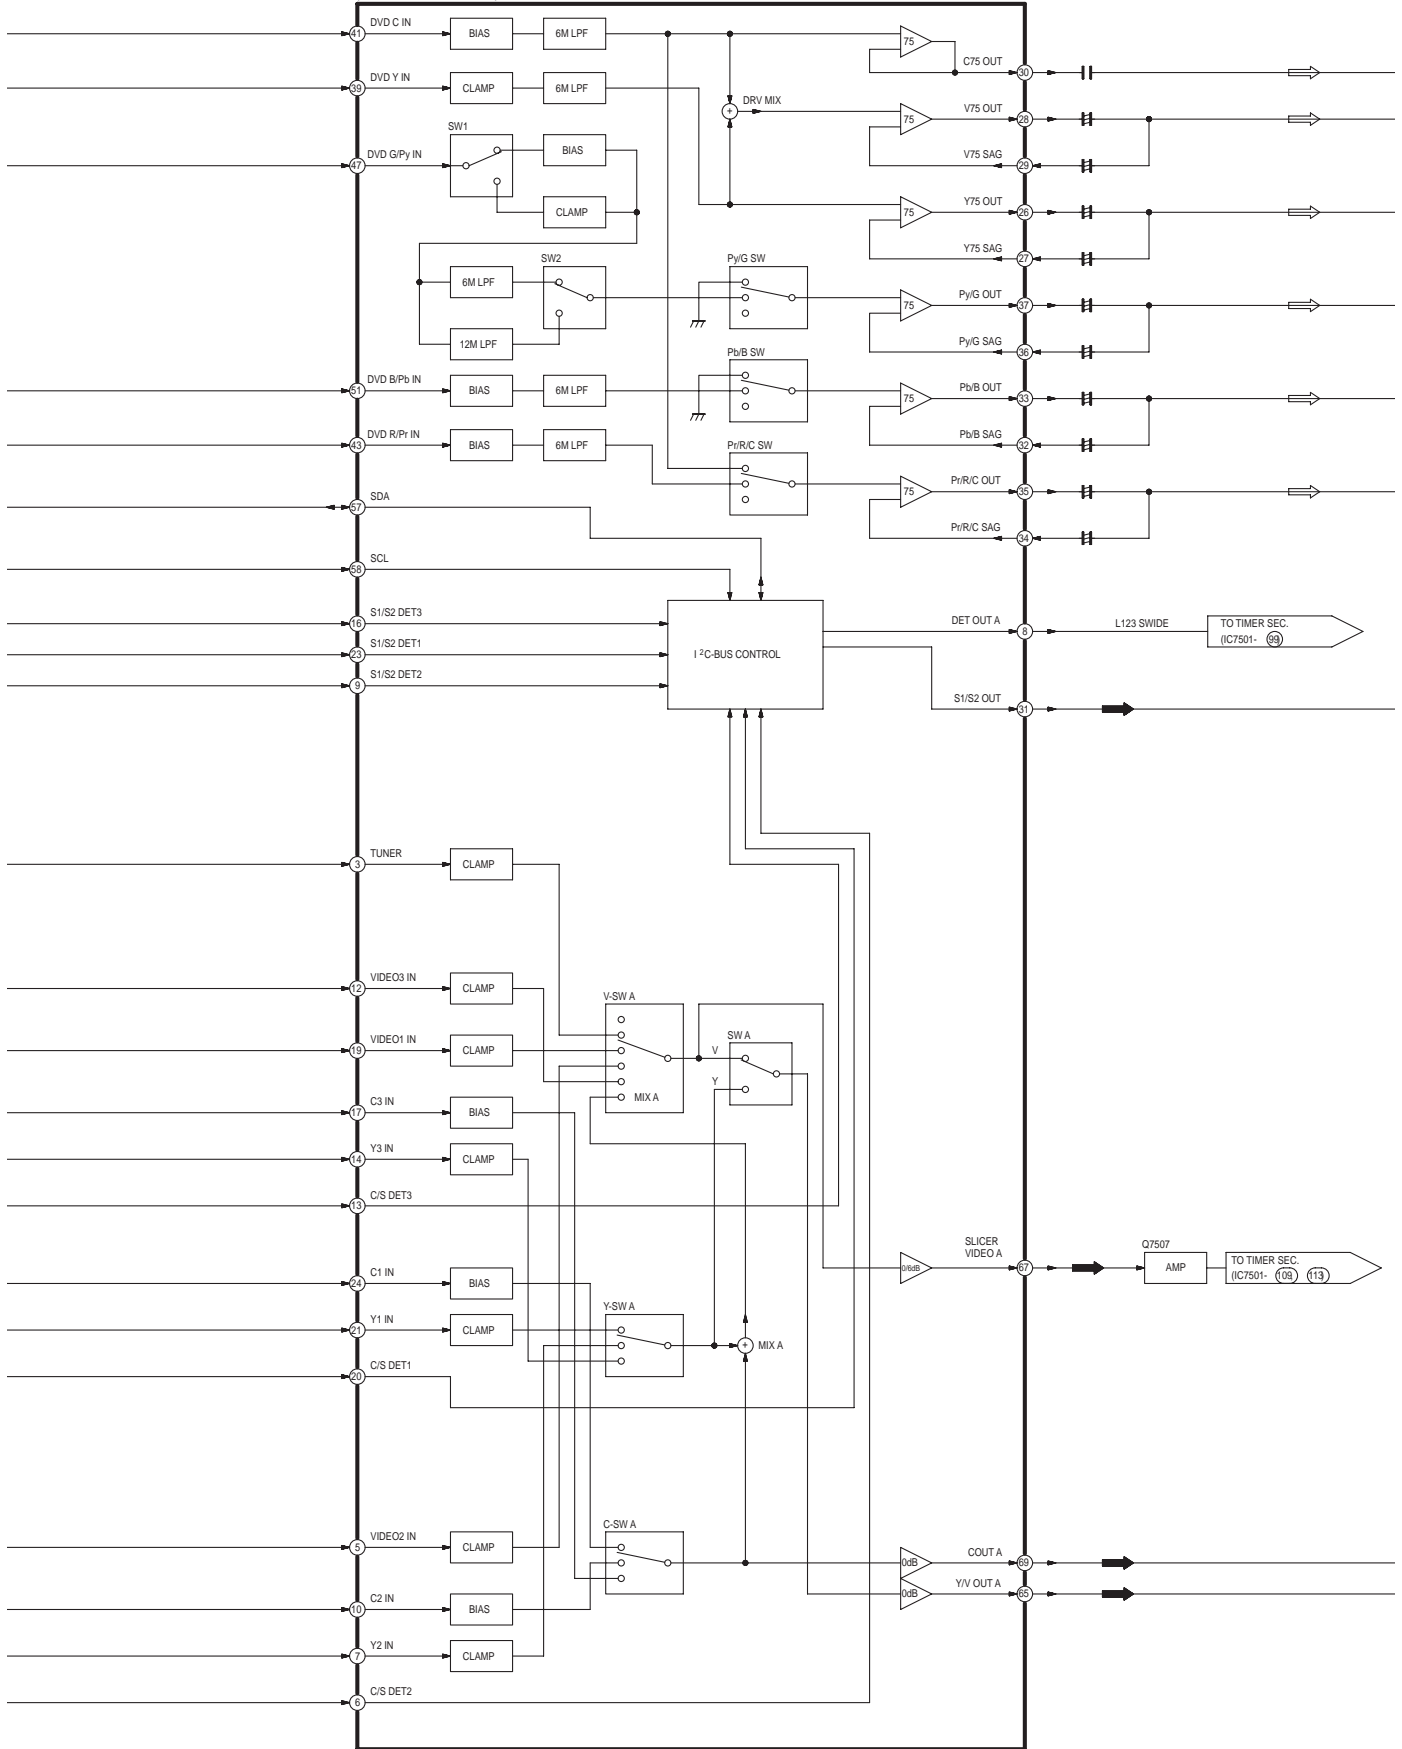 DVD C IN
41
BIAS
6M LPF
75
C75 OUT
30
DVD Y IN
39
CLAMP
6M LPF
DRV MIX
+
75
V75 OUT
28
SW1
DVD G/Py IN
47
BIAS
V75 SAG
29
CLAMP
75
Y75 OUT
26
Y75 SAG
27
SW2
Py/G SW
6M LPF
75
Py/G OUT
37
12M LPF
Py/G SAG
36
Pb/B SW
DVD B/Pb IN
51
BIAS
6M LPF
75
Pb/B OUT
33
DVD R/Pr IN
43
BIAS
6M LPF
Pr/R/C SW
Pb/B SAG
32
75
Pr/R/C OUT
35
SDA
57
Pr/R/C SAG
34
SCL
58
S1/S2 DET3
16
S1/S2 DET1
23
S1/S2 DET2
9
I 2C-BUS CONTROL
DET OUT A
8
L123 SWIDE
TO TIMER SEC.
(IC7501- 99)
S1/S2 OUT
31
TUNER
3
CLAMP
VIDEO3 IN
12
CLAMP
V-SW A
VIDEO1 IN
19
CLAMP
SW A
V
Y
MIX A
C3 IN
17
BIAS
Y3 IN
14
CLAMP
C/S DET3
13
SLICER
VIDEO A
0/6dB
67
Q7507
AMP
TO TIMER SEC.
(IC7501- 109 113)
C1 IN
24
BIAS
Y-SW A
Y1 IN
21
CLAMP
+
MIX A
C/S DET1
20
C-SW A
VIDEO2 IN
5
CLAMP
0dB
COUT A
69
0dB
Y/V OUT A
65
C2 IN
10
BIAS
Y2 IN
7
CLAMP
C/S DET2
6